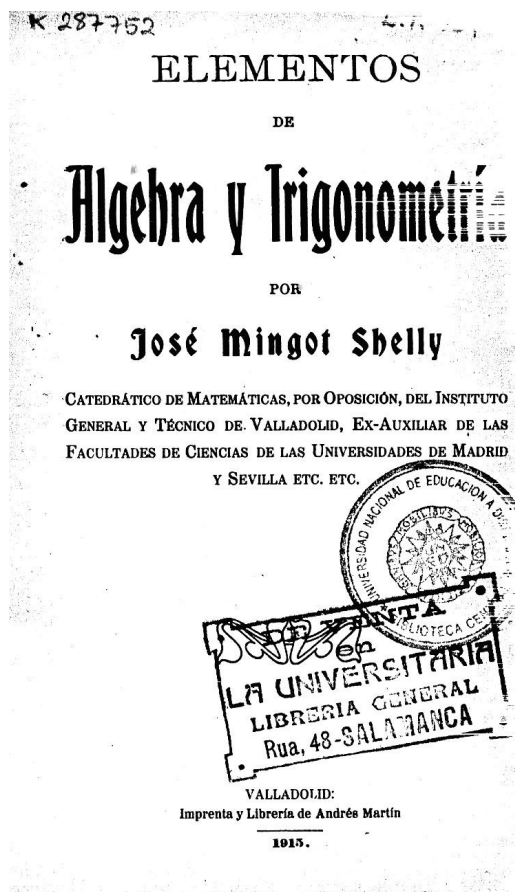 K 287752
ELEMENTOS
DE
Algebra y Trigonometría
POR
José Mingot Shelly
CATEDRÁTICO DE MATEMÁTICAS, POR OPOSICIÓN, DEL INSTITUTO
GENERAL Y TÉCNICO DE VALLADOLID, EX-AUXILIAR DE LAS
FACULTADES DE CIENCIAS DE LAS UNIVERSIDADES DE MADRID
Y SEVILLA ETC. ETC.
UNIVERSIDAD NACIONAL DE EDUCACION A
BIBLIOTECA
DE VENTA
en
LA UNIVERSITARIA
LIBRERIA GENERAL
Rua, 48-SALAMANCA
VALLADOLID:
Imprenta y Librería de Andrés Martín
1915.